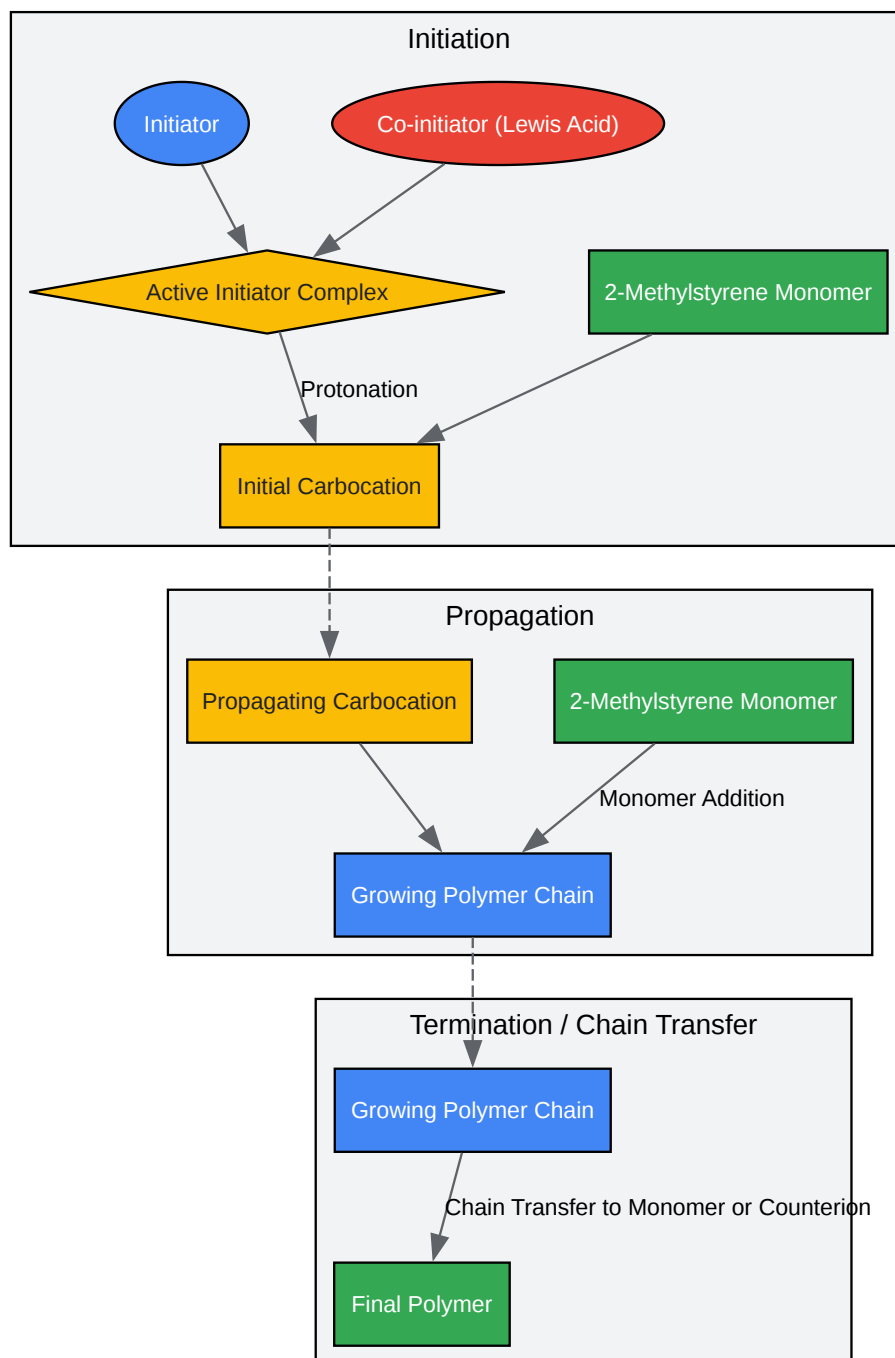 Initiation
Initiator
Co-initiator (Lewis Acid)
Active Initiator Complex
2-Methylstyrene Monomer
Protonation
Initial Carbocation
Propagation
Propagating Carbocation
2-Methylstyrene Monomer
Monomer Addition
Growing Polymer Chain
Termination / Chain Transfer
Growing Polymer Chain
Chain Transfer to Monomer or Counterion
Final Polymer